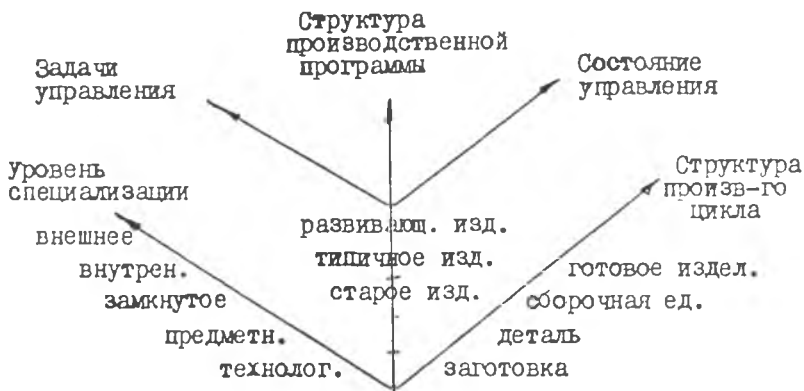 Структура
производственной
программы
Задачи
управления
Состояние
управления
Уровень
специализации
Структура
произв-го
цикла
развивающ. изд.
типичное изд.
старое изд.
внешнее
внутрен.
замкнутое
предметн.
технолог.
готовое издел.
сборочная ед.
деталь
заготовка